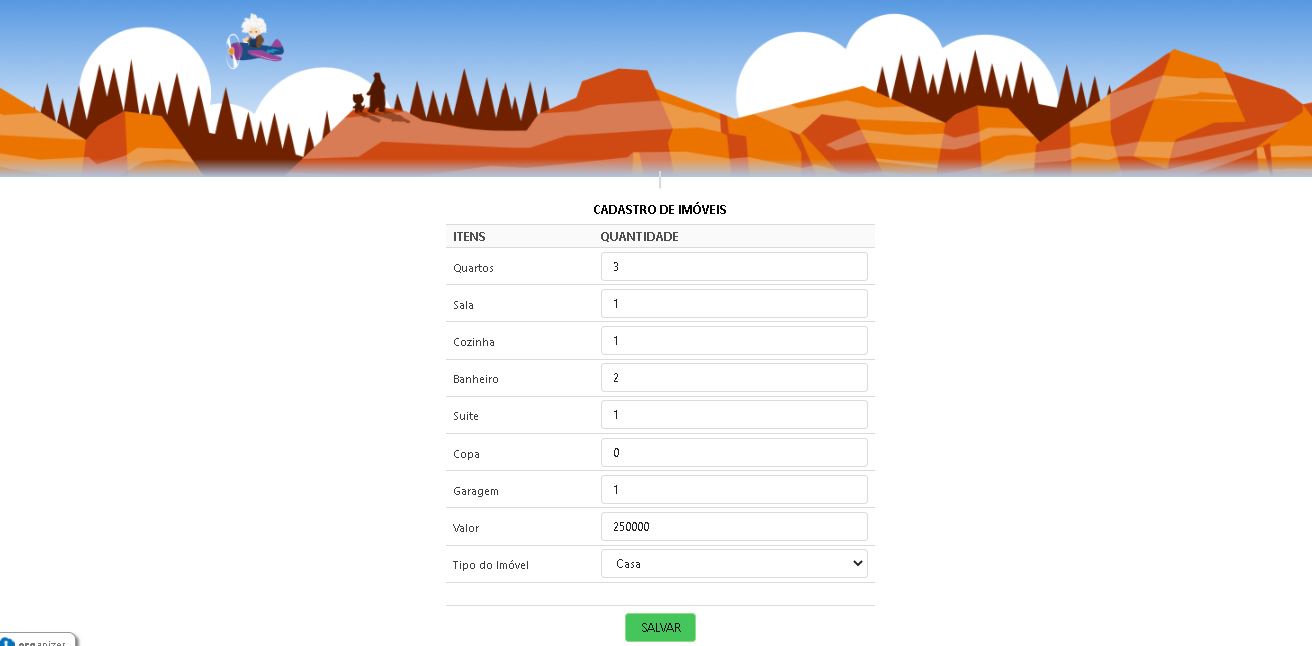 CADASTRO DE IMÓVEIS
ITENS QUANTIDADE
Quartos 3
Sala 1
Cozinha 1
Banheiro 2
Suite 1
Copa 0
Garagem 1
Valor 250000
Tipo do Imóvel Casa
SALVAR
organizer